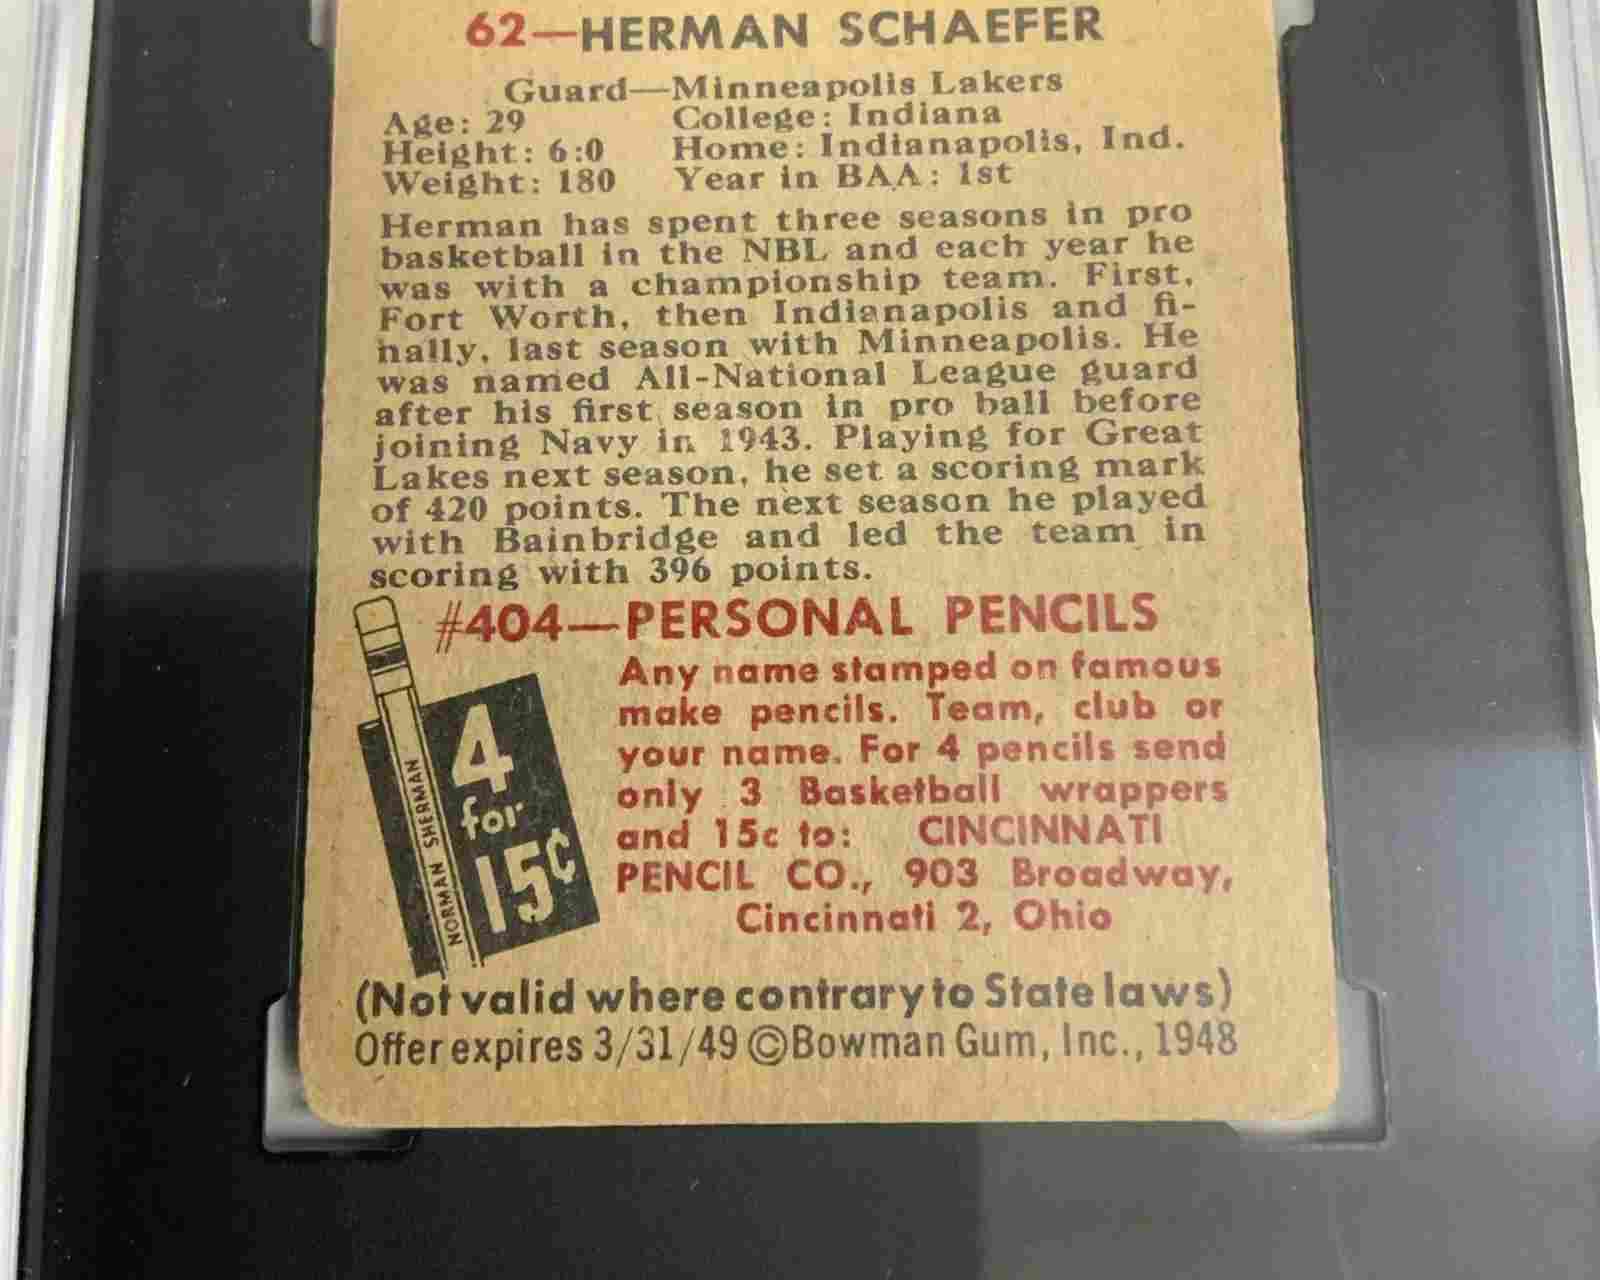 62—HERMAN SCHAEFER
Guard—Minneapolis Lakers
Age: 29 College: Indiana
Height: 6:0 Home: Indianapolis, Ind.
Weight: 180 Year in BAA: 1st
Herman has spent three seasons in pro
basketball in the NBL and each year he
was with a championship team. First,
Fort Worth, then Indianapolis and fi-
nally, last season with Minneapolis. He
was named All-National League guard
after his first season in pro ball before
joining Navy in 1943. Playing for Great
Lakes next season, he set a scoring mark
of 420 points. The next season he played
with Bainbridge and led the team in
scoring with 396 points.
#404—PERSONAL PENCILS
Any name stamped on famous
make pencils. Team, club or
your name. For 4 pencils send
only 3 Basketball wrappers
and 15c to: CINCINNATI
PENCIL CO., 903 Broadway,
Cincinnati 2, Ohio
4
for
15¢
NORMAN SHERMAN
(Not valid where contrary to State laws)
Offer expires 3/31/49 ©Bowman Gum, Inc., 1948